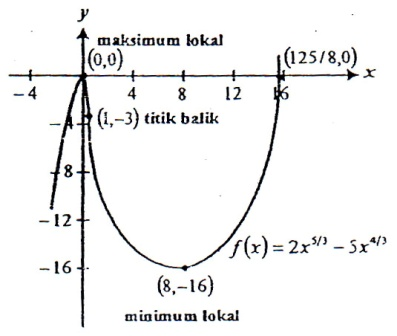 y
maksimum lokal
(0,0)
(125/8,0)
x
−4
4
8
12
16
−4
(1,−3) titik balik
−8
−12
f(x) = 2x^{5/3} − 5x^{4/3}
−16
(8,−16)
minimum lokal